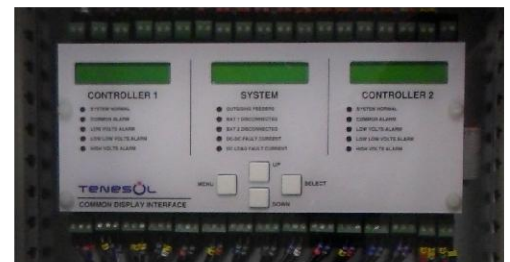 CONTROLLER 1
SYSTEM NORMAL
COMMON ALARM
LOW VOLTS ALARM
LOW LOW VOLTS ALARM
HIGH VOLTS ALARM
SYSTEM
OUTGOING FEEDERS
BAT 1 DISCONNECTED
BAT 2 DISCONNECTED
DC-DC FAULT CURRENT
DC LOAD FAULT CURRENT
CONTROLLER 2
SYSTEM NORMAL
COMMON ALARM
LOW VOLTS ALARM
LOW LOW VOLTS ALARM
HIGH VOLTS ALARM
UP
MENU
SELECT
DOWN
TENESOL
COMMON DISPLAY INTERFACE